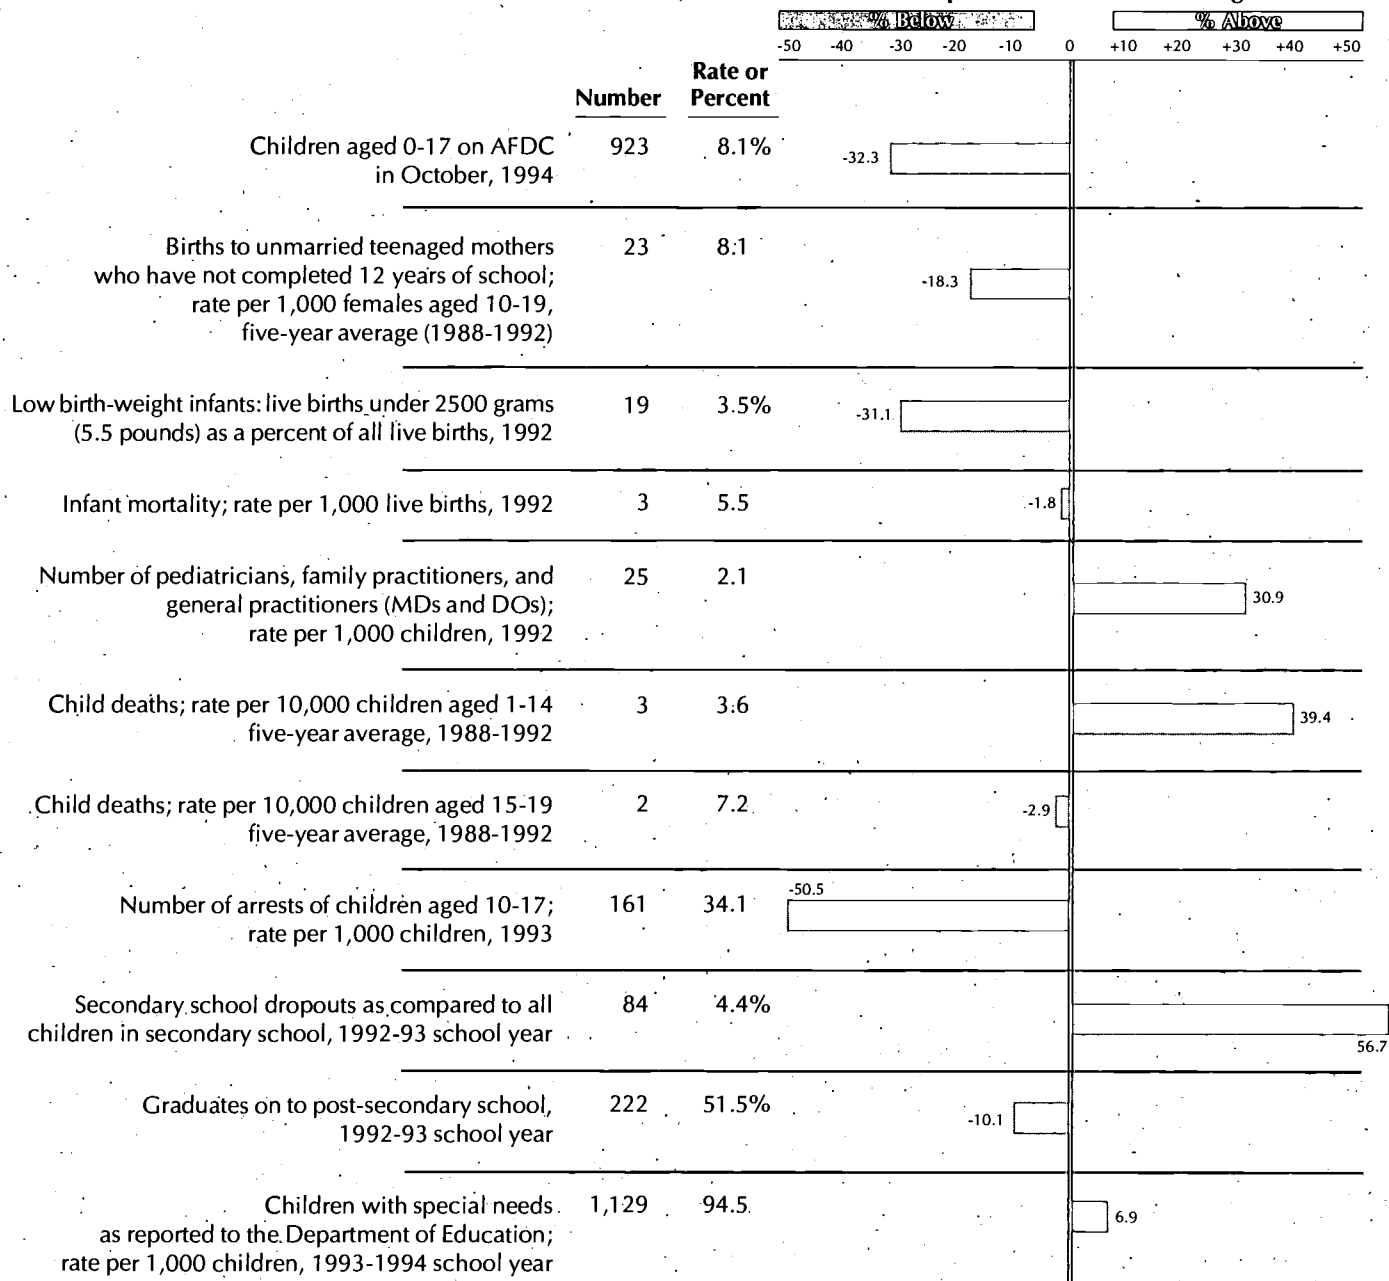 % Below % Above
-50 -40 -30 -20 -10 0 +10 +20 +30 +40 +50
Rate or
Number Percent
Children aged 0-17 on AFDC 923 8.1% -32.3
in October, 1994
Births to unmarried teenaged mothers 23 8.1
who have not completed 12 years of school; -18.3
rate per 1,000 females aged 10-19,
five-year average (1988-1992)
Low birth-weight infants: live births under 2500 grams 19 3.5% -31.1
(5.5 pounds) as a percent of all live births, 1992
Infant mortality; rate per 1,000 live births, 1992 3 5.5 -1.8
Number of pediatricians, family practitioners, and 25 2.1
general practitioners (MDs and DOs); 30.9
rate per 1,000 children, 1992
Child deaths; rate per 10,000 children aged 1-14 3 3.6 39.4
five-year average, 1988-1992
Child deaths; rate per 10,000 children aged 15-19 2 7.2 -2.9
five-year average, 1988-1992
Number of arrests of children aged 10-17; 161 34.1 -50.5
rate per 1,000 children, 1993
Secondary school dropouts as compared to all 84 4.4%
children in secondary school, 1992-93 school year 56.7
Graduates on to post-secondary school, 222 51.5% -10.1
1992-93 school year
Children with special needs 1,129 94.5 6.9
as reported to the Department of Education;
rate per 1,000 children, 1993-1994 school year